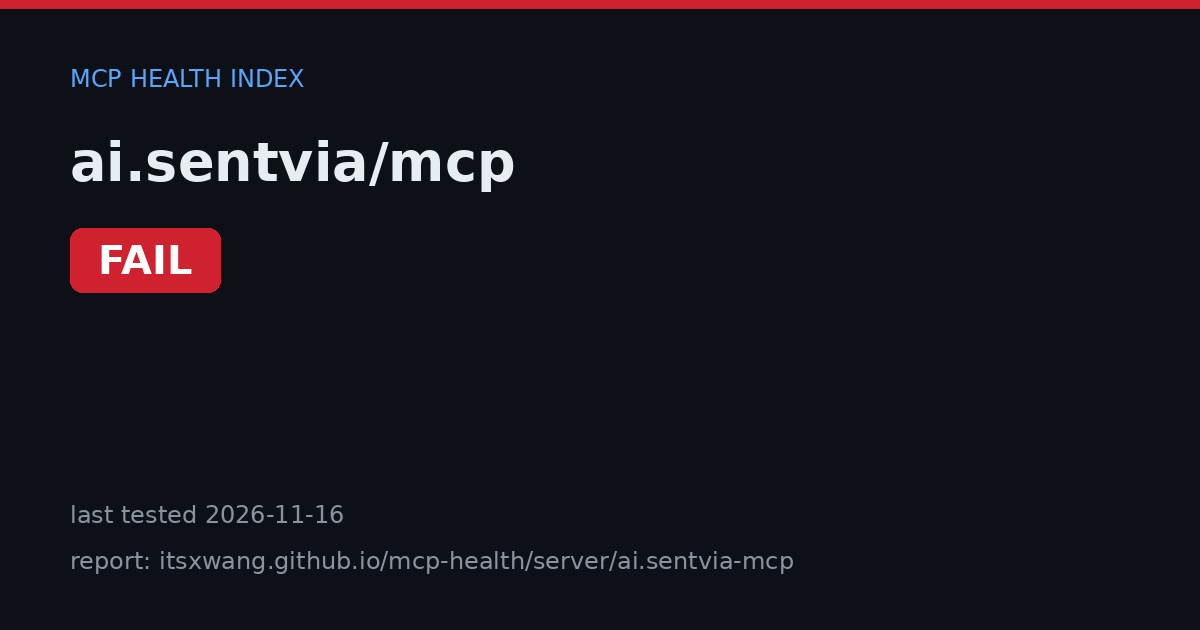 MCP HEALTH INDEX
ai.sentvia/mcp
FAIL
last tested 2026-11-16
report: itsxwang.github.io/mcp-health/server/ai.sentvia-mcp